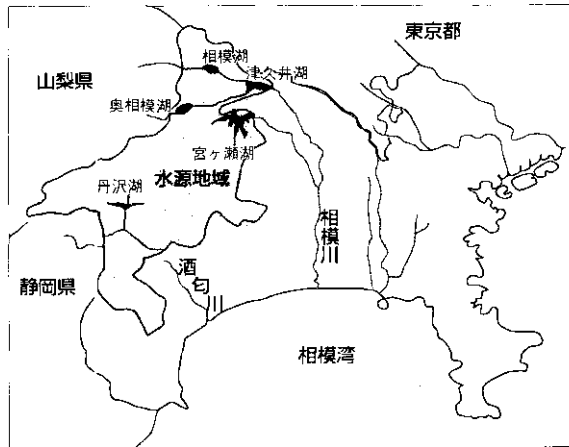 東京都
相模湖
津久井湖
山梨県
奥相模湖
宮ヶ瀬湖
水源地域
丹沢湖
相模川
酒匂川
静岡県
相模湾